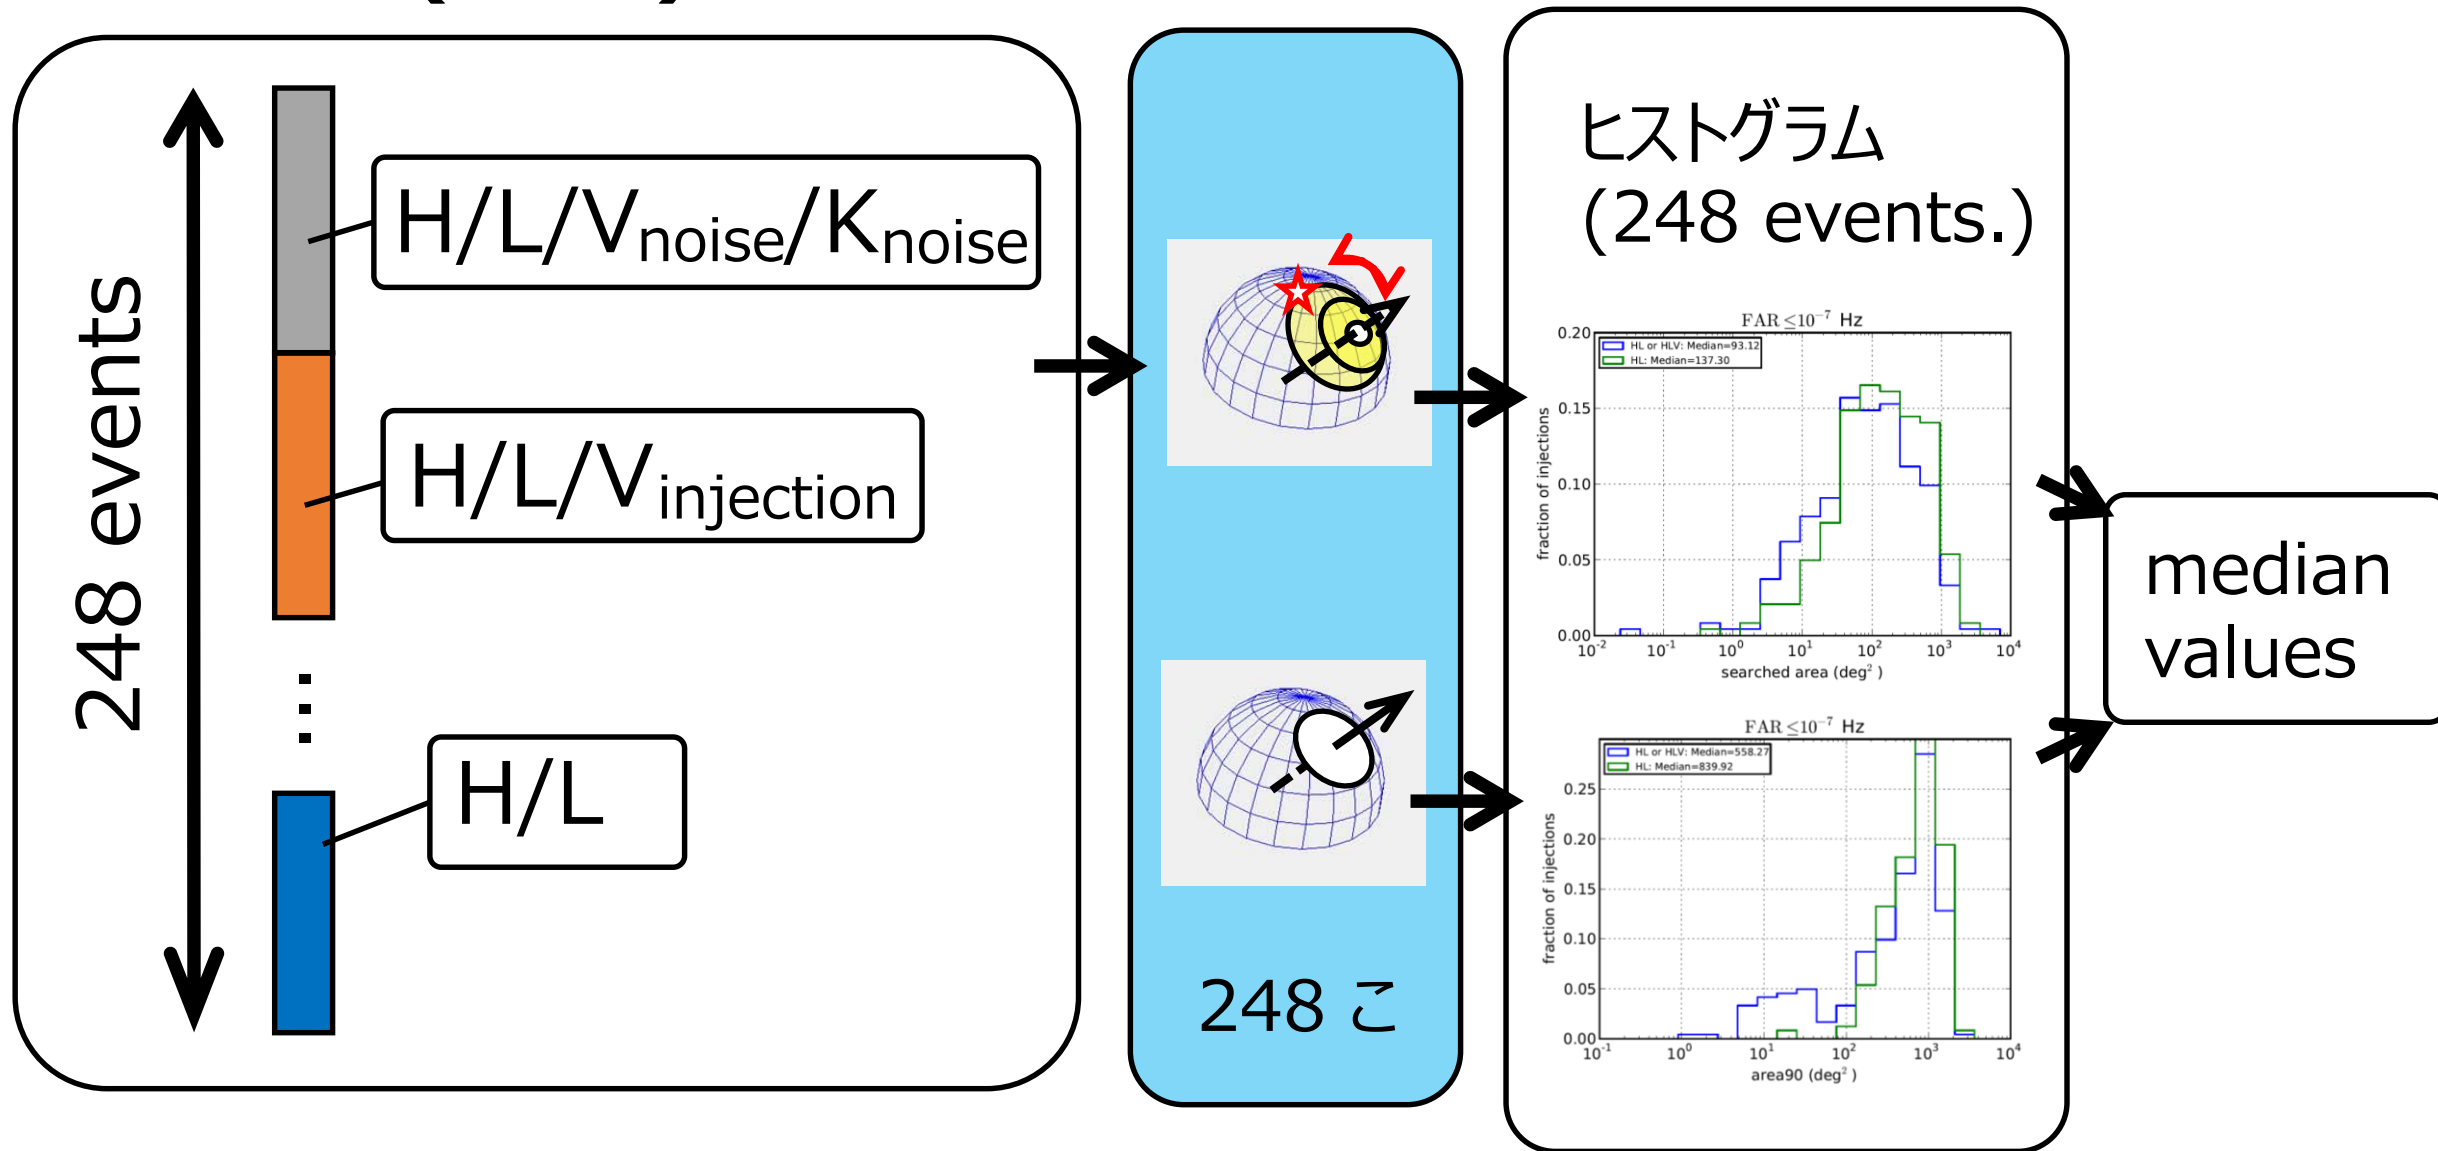 248 events
H/L/Vnoise/Knoise
H/L/Vinjection
⋮
H/L
248 こ
ヒストグラム
(248 events.)
FAR ≤10⁻⁷ Hz
HL or HLV: Median=93.12
HL: Median=137.30
fraction of injections
0.20
0.15
0.10
0.05
0.00
10⁻² 10⁻¹ 10⁰ 10¹ 10² 10³ 10⁴
searched area (deg²)
FAR ≤10⁻⁷ Hz
HL or HLV: Median=558.27
HL: Median=839.92
fraction of injections
0.25
0.20
0.15
0.10
0.05
0.00
10⁻¹ 10⁰ 10¹ 10² 10³ 10⁴
area90 (deg²)
median
values